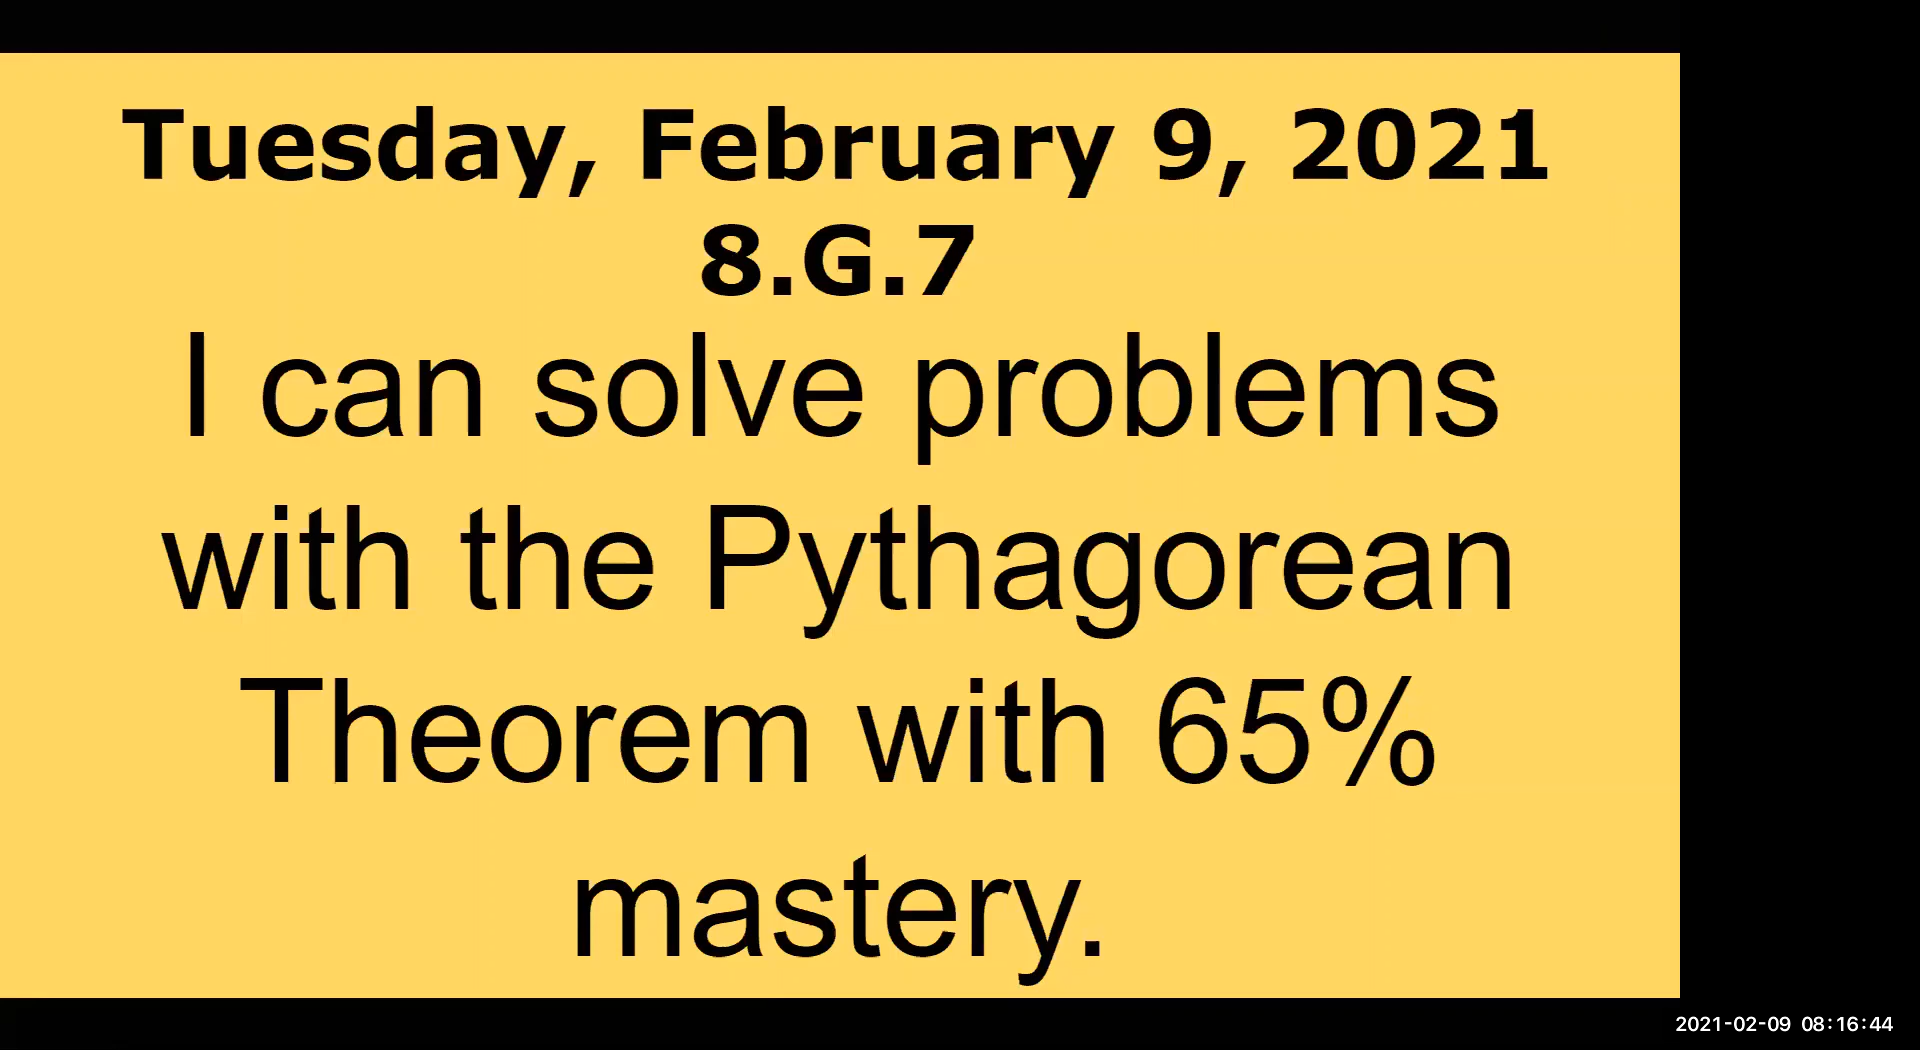 Tuesday, February 9, 2021
8.G.7
I can solve problems
with the Pythagorean
Theorem with 65%
mastery.
2021-02-09 08:16:44